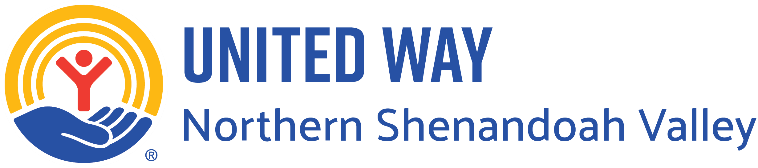 UNITED WAY
Northern Shenandoah Valley
®